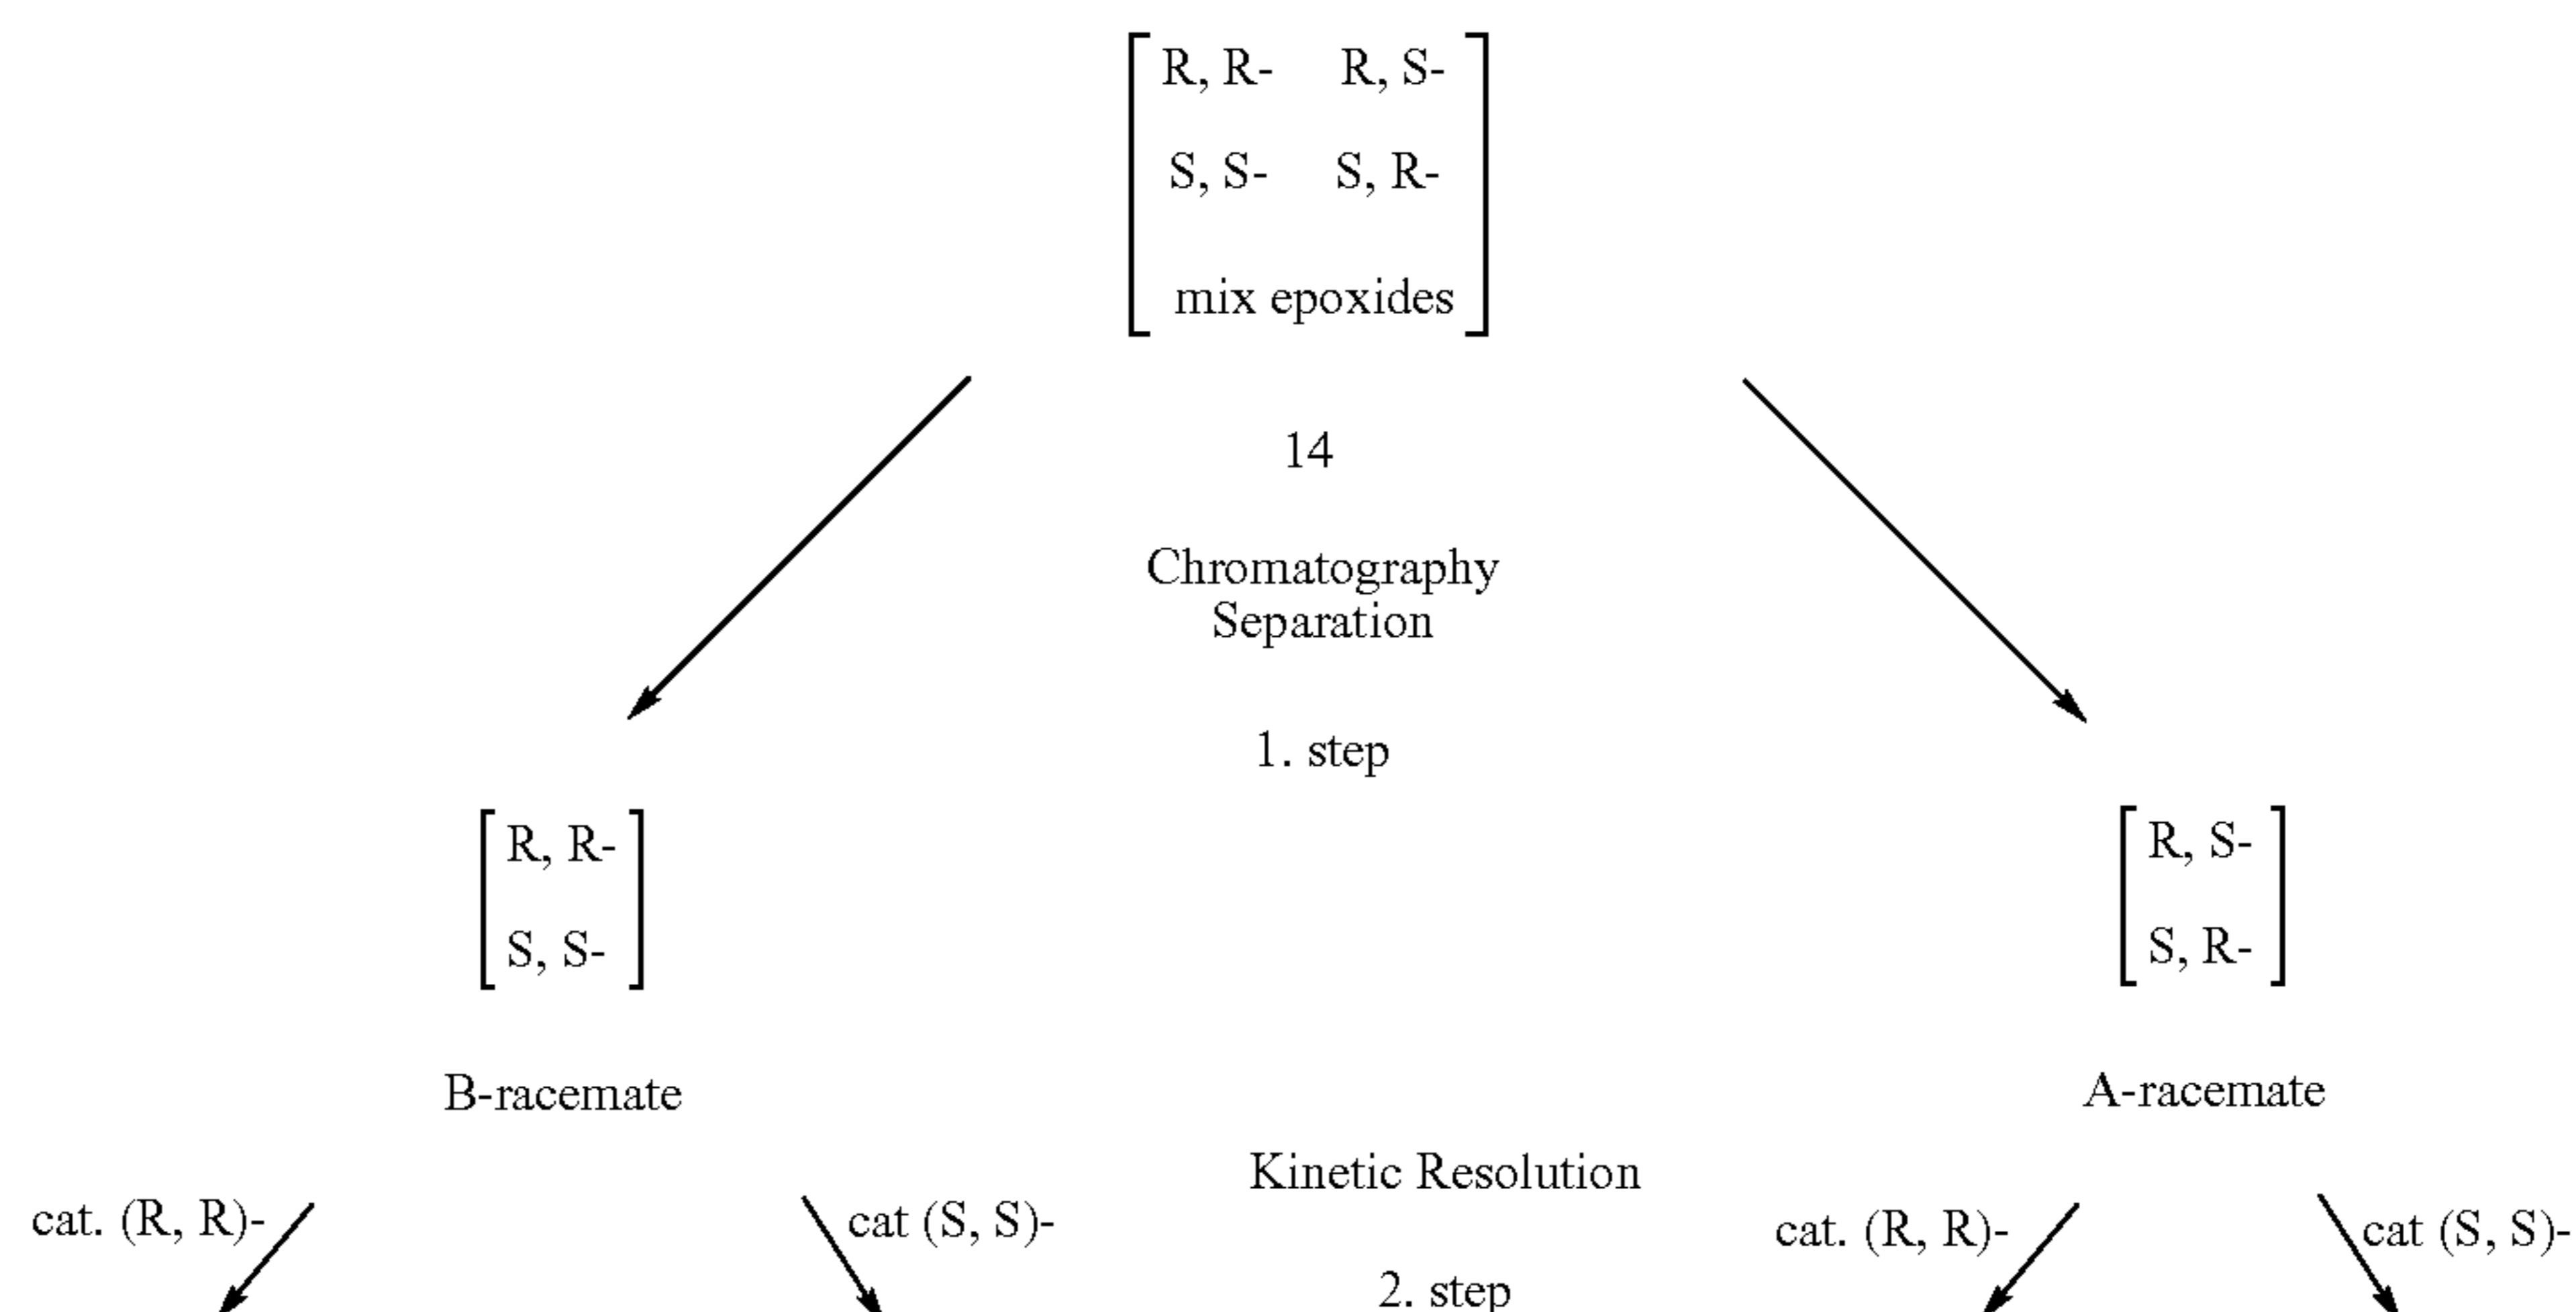 R, R- R, S-
S, S- S, R-
mix epoxides
14
Chromatography
Separation
1. step
R, R-
S, S-
B-racemate
R, S-
S, R-
A-racemate
Kinetic Resolution
cat. (R, R)- cat (S, S)- cat. (R, R)- cat (S, S)-
2. step